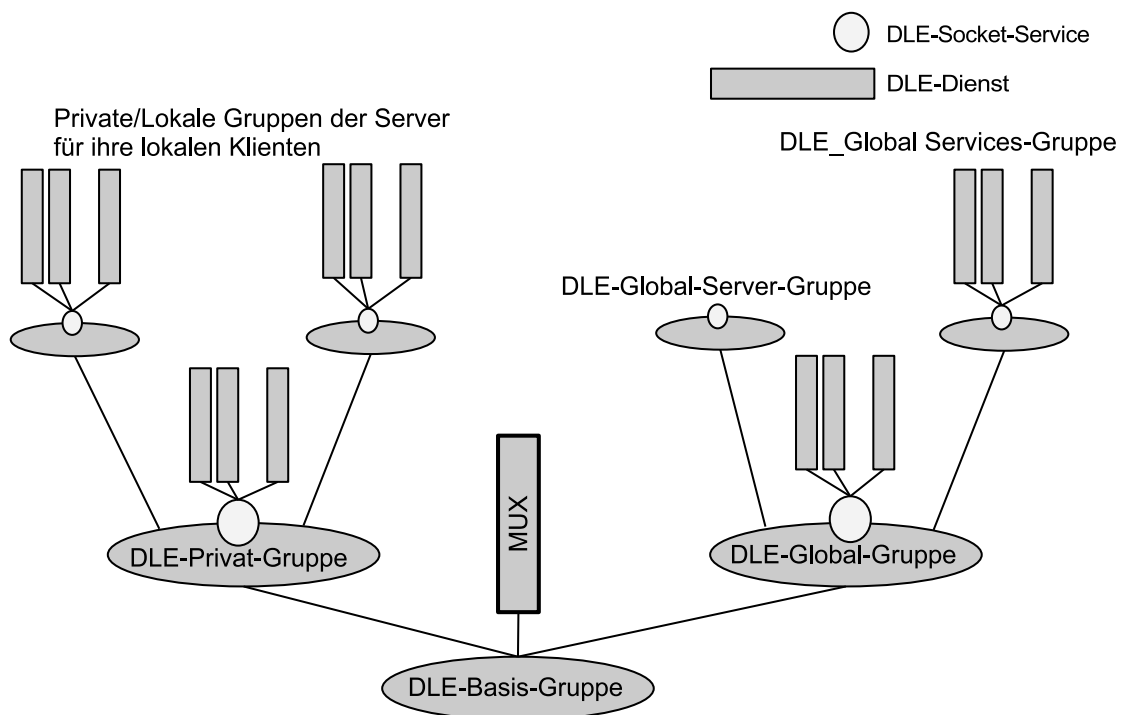 DLE-Socket-Service
DLE-Dienst
Private/Lokale Gruppen der Server
für ihre lokalen Klienten
DLE_Global Services-Gruppe
DLE-Global-Server-Gruppe
MUX
DLE-Privat-Gruppe
DLE-Global-Gruppe
DLE-Basis-Gruppe